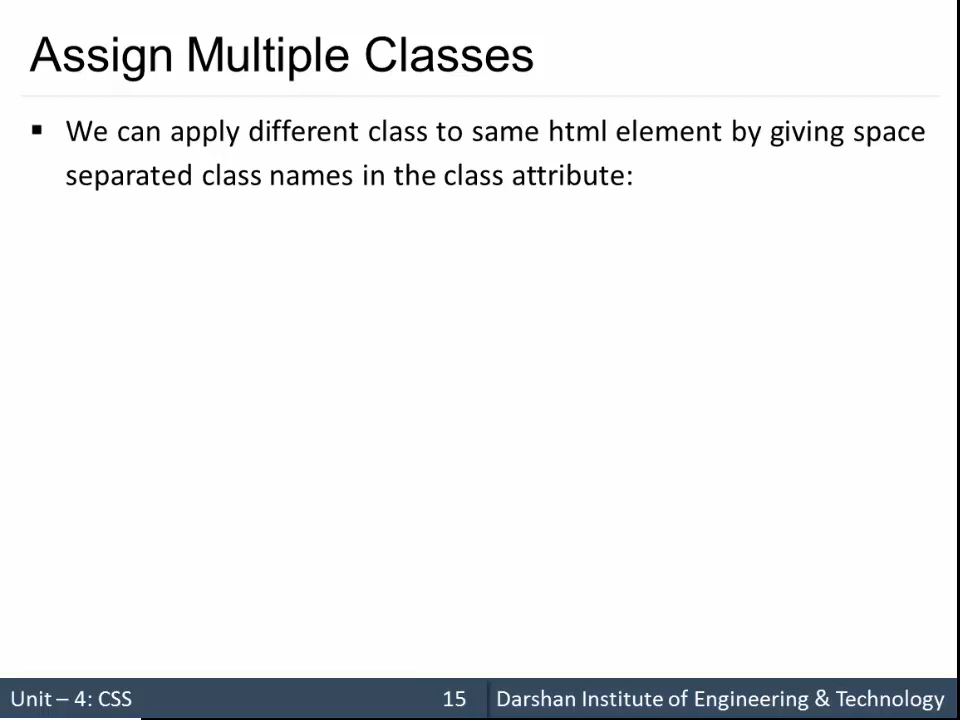 Assign Multiple Classes
▪ We can apply different class to same html element by giving space
separated class names in the class attribute:
Unit – 4: CSS 15 Darshan Institute of Engineering & Technology